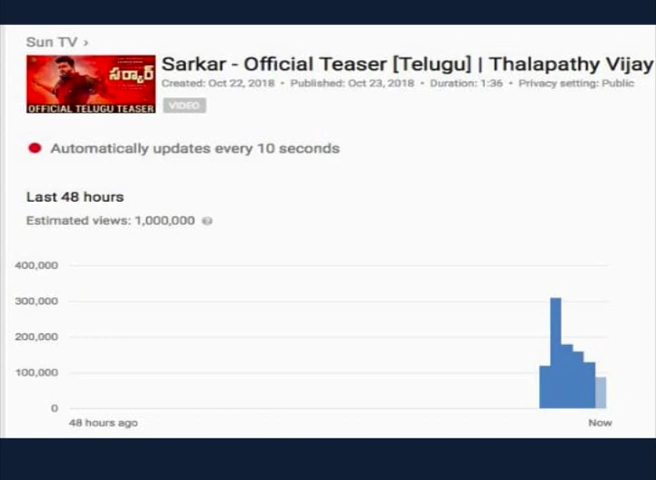 Sun TV ›
Sarkar - Official Teaser [Telugu] | Thalapathy Vijay
Created: Oct 22, 2018 • Published: Oct 23, 2018 • Duration: 1:36 • Privacy setting: Public
సర్కార్
OFFICIAL TELUGU TEASER
VIDEO
Automatically updates every 10 seconds
Last 48 hours
Estimated views: 1,000,000
400,000
300,000
200,000
100,000
0
48 hours ago
Now